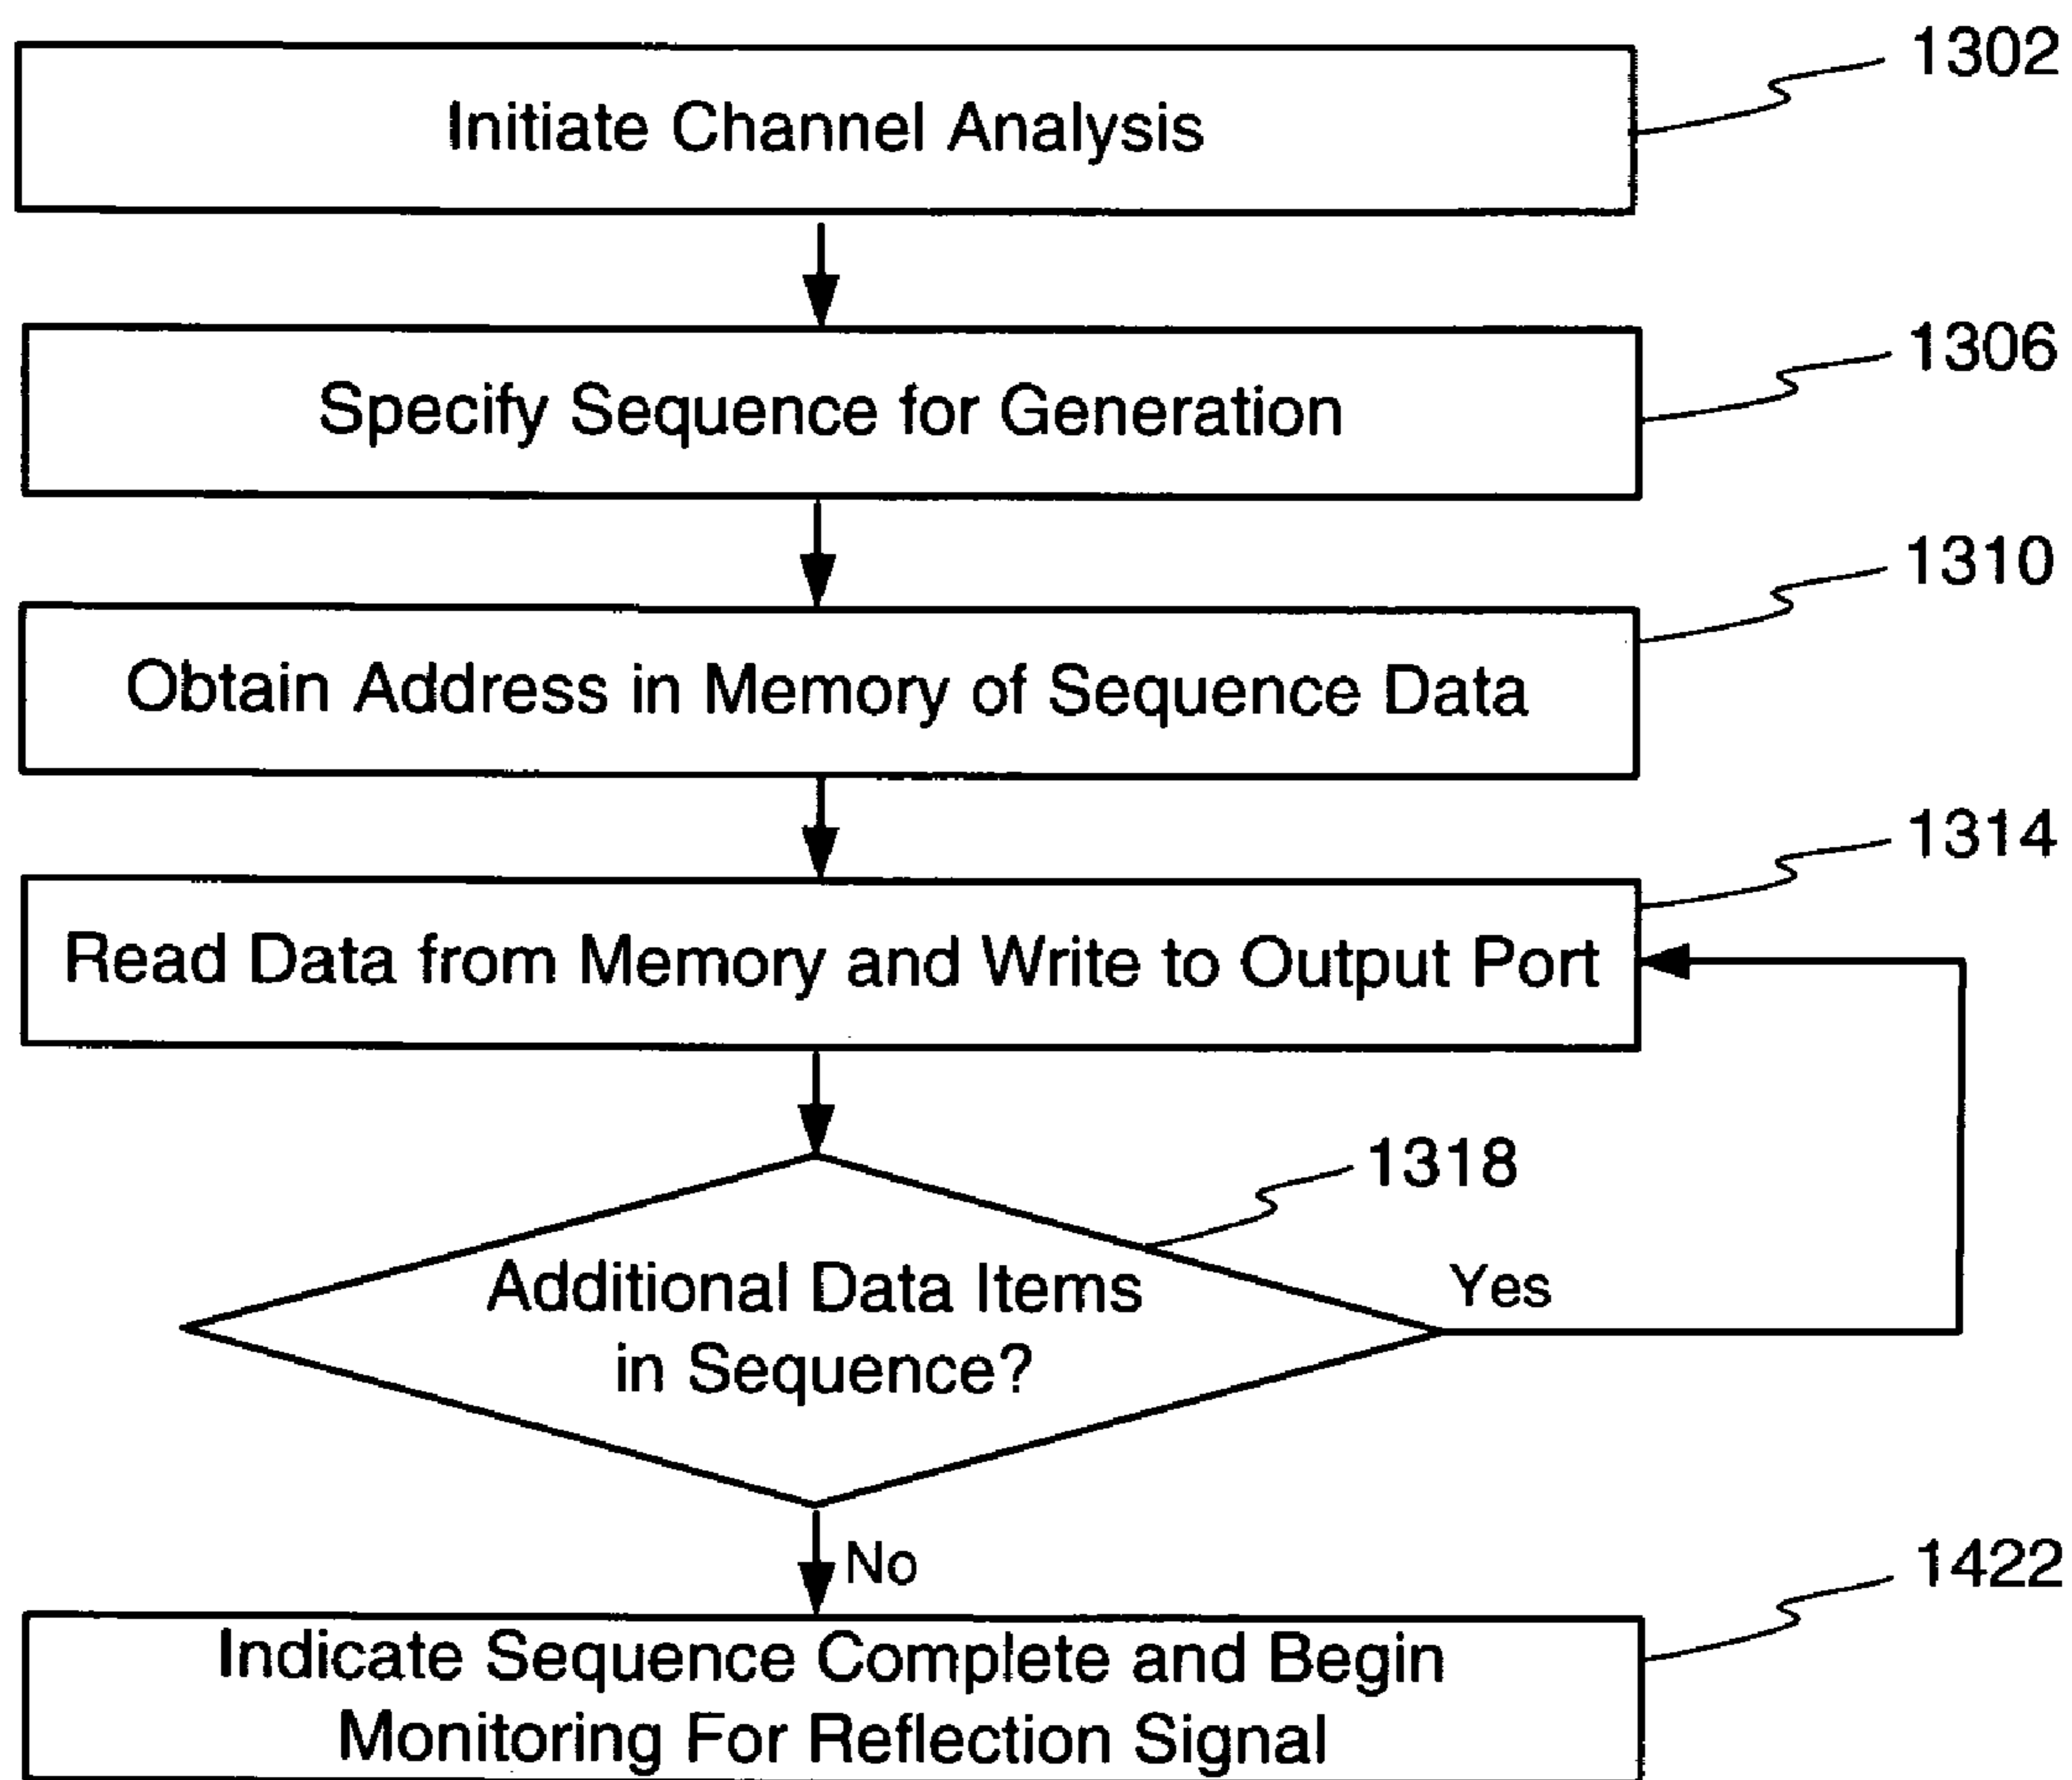 1302
Initiate Channel Analysis
1306
Specify Sequence for Generation
1310
Obtain Address in Memory of Sequence Data
1314
Read Data from Memory and Write to Output Port
1318
Additional Data Items
in Sequence?
Yes
No
1422
Indicate Sequence Complete and Begin
Monitoring For Reflection Signal